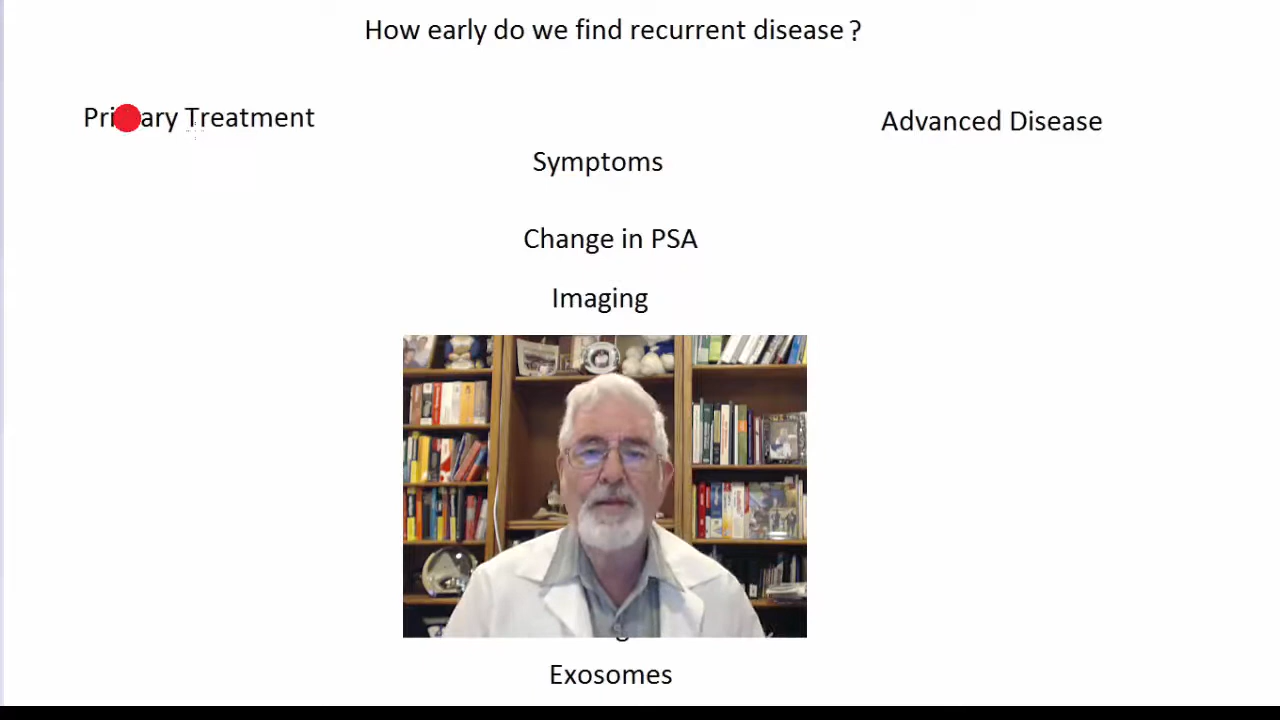 How early do we find recurrent disease ?
Primary Treatment
Advanced Disease
Symptoms
Change in PSA
Imaging
Exosomes